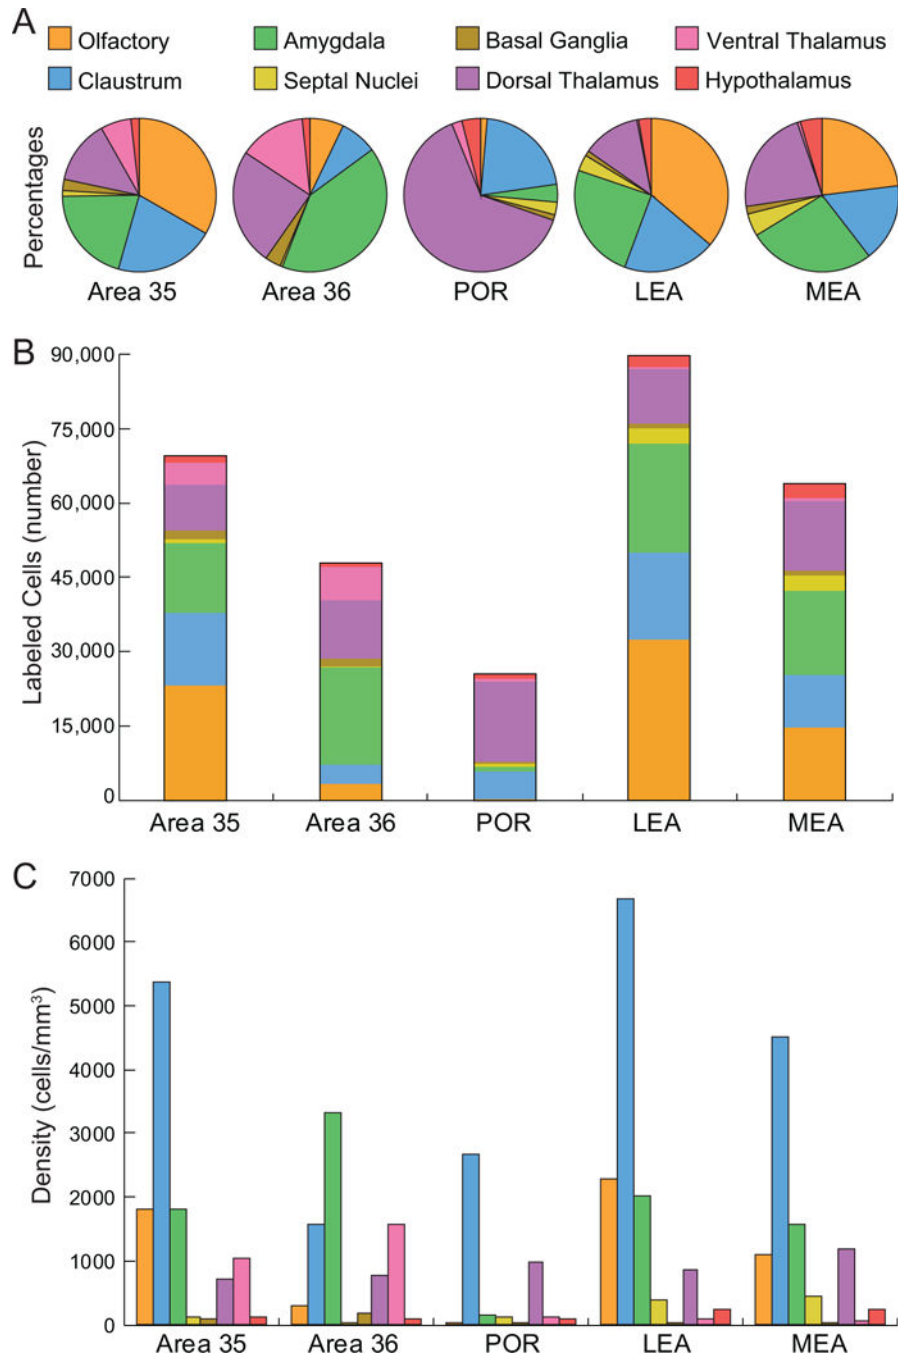 A
Olfactory Amygdala Basal Ganglia Ventral Thalamus
Claustrum Septal Nuclei Dorsal Thalamus Hypothalamus
Percentages
Area 35 Area 36 POR LEA MEA
B
Labeled Cells (number)
90,000
75,000
60,000
45,000
30,000
15,000
0
Area 35 Area 36 POR LEA MEA
C
Density (cells/mm³)
7000
6000
5000
4000
3000
2000
1000
0
Area 35 Area 36 POR LEA MEA